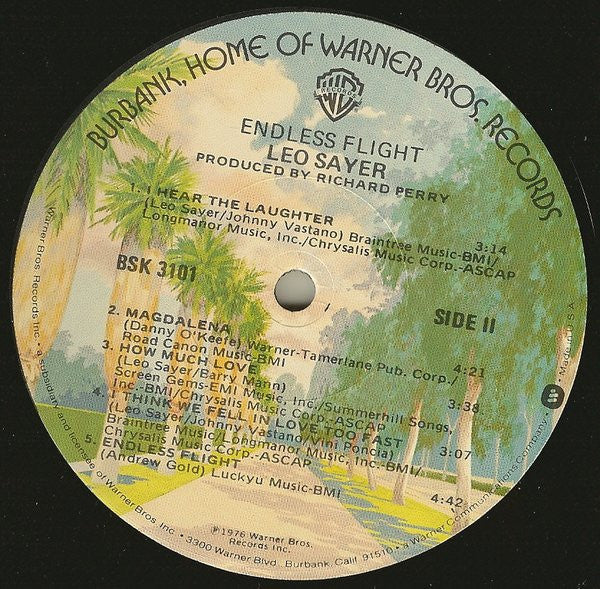 BURBANK, HOME OF WARNER BROS. RECORDS
WB
RECORDS
ENDLESS FLIGHT
LEO SAYER
PRODUCED BY RICHARD PERRY
1. I HEAR THE LAUGHTER
(Leo Sayer/Johnny Vastano) Braintree Music-BMI/ 3:14
Longmanor Music, Inc./Chrysalis Music Corp.-ASCAP
BSK 3101
SIDE II
2. MAGDALENA
(Danny O'Keefe) Warner-Tamerlane Pub. Corp./ 4:21
Road Canon Music-BMI
3. HOW MUCH LOVE
(Leo Sayer/Barry Mann) 3:38
Screen Gems-EMI Music, Inc./Summerhill Songs,
Inc.-BMI/Chrysalis Music Corp.-ASCAP
4. I THINK WE FELL IN LOVE TOO FAST
(Leo Sayer/Johnny Vastano/Vini Poncia) 3:07
Braintree Music/Longmanor Music, Inc.-BMI/
Chrysalis Music Corp.-ASCAP
5. ENDLESS FLIGHT
(Andrew Gold) Luckyu Music-BMI 4:42
℗1976 Warner Bros.
Records Inc.
Warner Bros. Records Inc. • a subsidiary and licensee of Warner Bros. Inc. • 3300 Warner Blvd., Burbank, Calif. 91510 • a Warner Communications Company • Made in U.S.A.